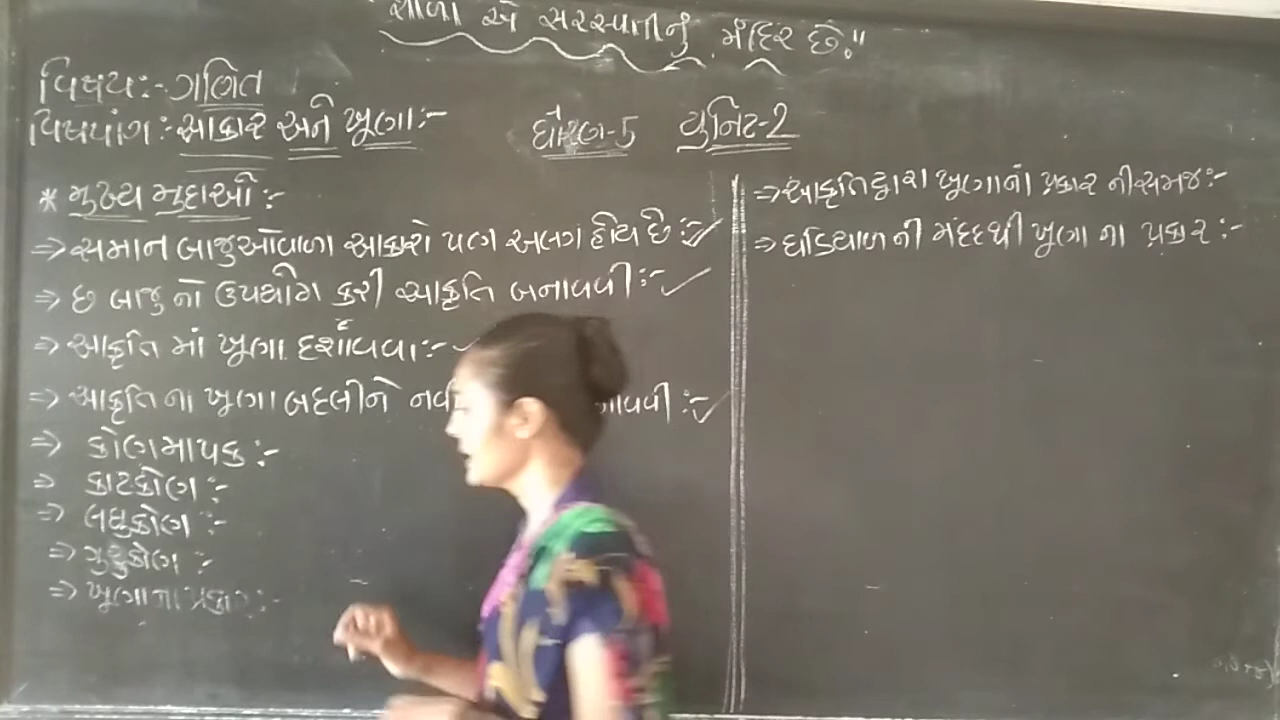 શાળા એ સરસ્વતીનું મંદિર છે."
વિષય:- ગણિત
વિષયાંગ:- આકાર અને ખૂણા:-
ધોરણ-5 યુનિટ-2
* મુખ્ય મુદ્દાઓ:-
⇒ સમાન બાજુઓવાળા આકારો પણ અલગ હોય છે:- ✓
⇒ છ બાજુ નો ઉપયોગ કરી આકૃતિ બનાવવી:- ✓
⇒ આકૃતિ માં ખૂણા દર્શાવવા:- ✓
⇒ આકૃતિ ના ખૂણા બદલીને :- ✓
⇒ કોણમાપક:-
⇒ કાટકોણ:-
⇒ લઘુકોણ:-
⇒ ગુરુકોણ:-
⇒ ખૂણાના પ્રકાર:-
⇒ આકૃતિ દ્વારા ખૂણાનાં પ્રકાર ની સમજ:-
⇒ ઘડિયાળ ની મદદથી ખૂણા ના પ્રકાર:-